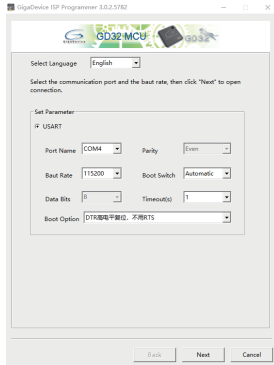 GigaDevice ISP Programmer 3.0.2.5782
GigaDevice
GD32 MCU
GD32
Select Language English
Select the communication port and the baut rate, then click "Next" to open
connection.
Set Parameter
USART
Port Name COM4 Parity Even
Baut Rate 115200 Boot Switch Automatic
Data Bits 8 Timeout(s) 1
Boot Option DTR高电平复位、不用RTS
Back Next Cancel